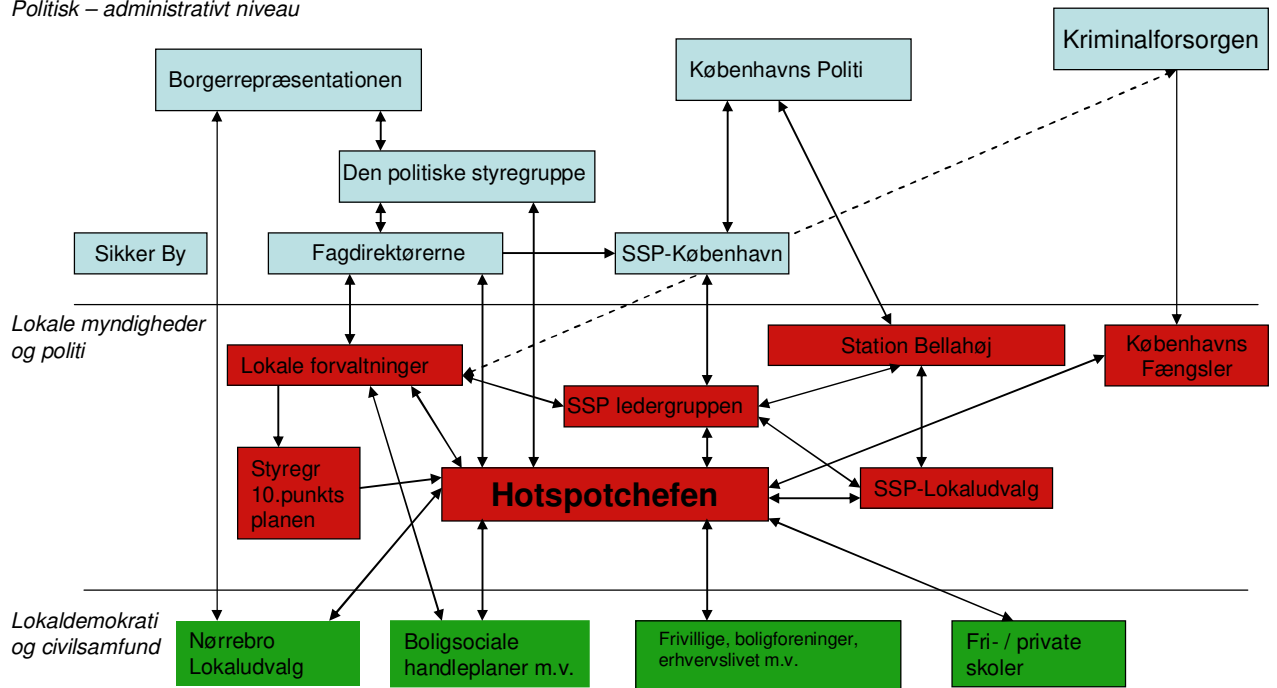 Politisk – administrativt niveau
Kriminalforsorgen
Københavns Politi
Borgerrepræsentationen
Den politiske styregruppe
Sikker By
Fagdirektørerne
SSP-København
Lokale myndigheder
og politi
Station Bellahøj
Københavns
Fængsler
Lokale forvaltninger
SSP ledergruppen
Styregr
10.punkts
planen
Hotspotchefen
SSP-Lokaludvalg
Lokaldemokrati
og civilsamfund
Nørrebro
Lokaludvalg
Boligsociale
handleplaner m.v.
Frivillige, boligforeninger,
erhvervslivet m.v.
Fri- / private
skoler